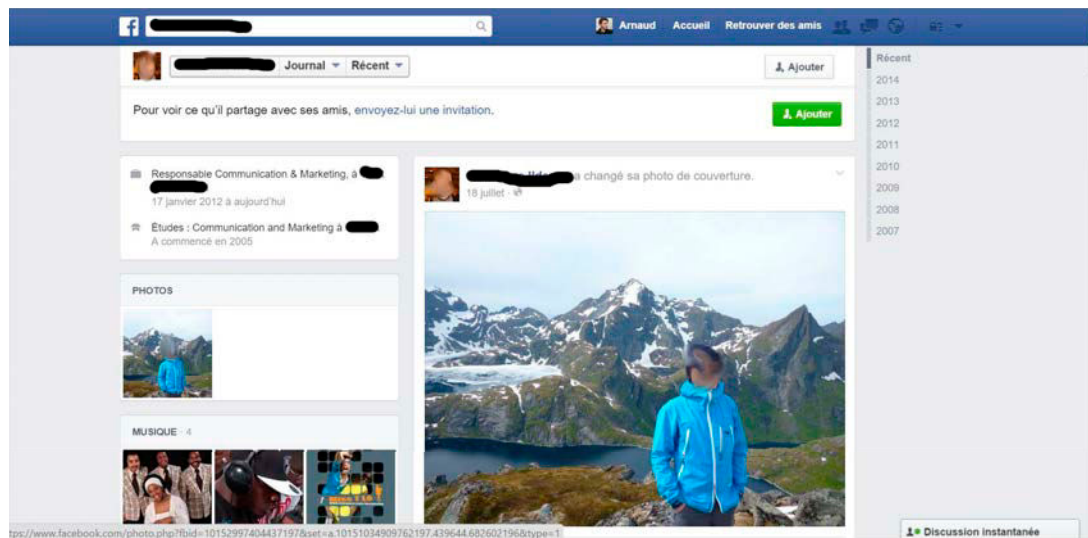 f
Arnaud Accueil Retrouver des amis
Journal Récent
Ajouter
Pour voir ce qu'il partage avec ses amis, envoyez-lui une invitation.
Ajouter
Responsable Communication & Marketing, à
17 janvier 2012 à aujourd'hui
Études : Communication and Marketing à
A commencé en 2005
PHOTOS
MUSIQUE · 4
a changé sa photo de couverture.
18 juillet ·
Récent
2014
2013
2012
2011
2010
2009
2008
2007
tps://www.facebook.com/photo.php?fbid=10152997404437197&set=a.10151034909762197.439644.682602196&type=1
Discussion instantanée